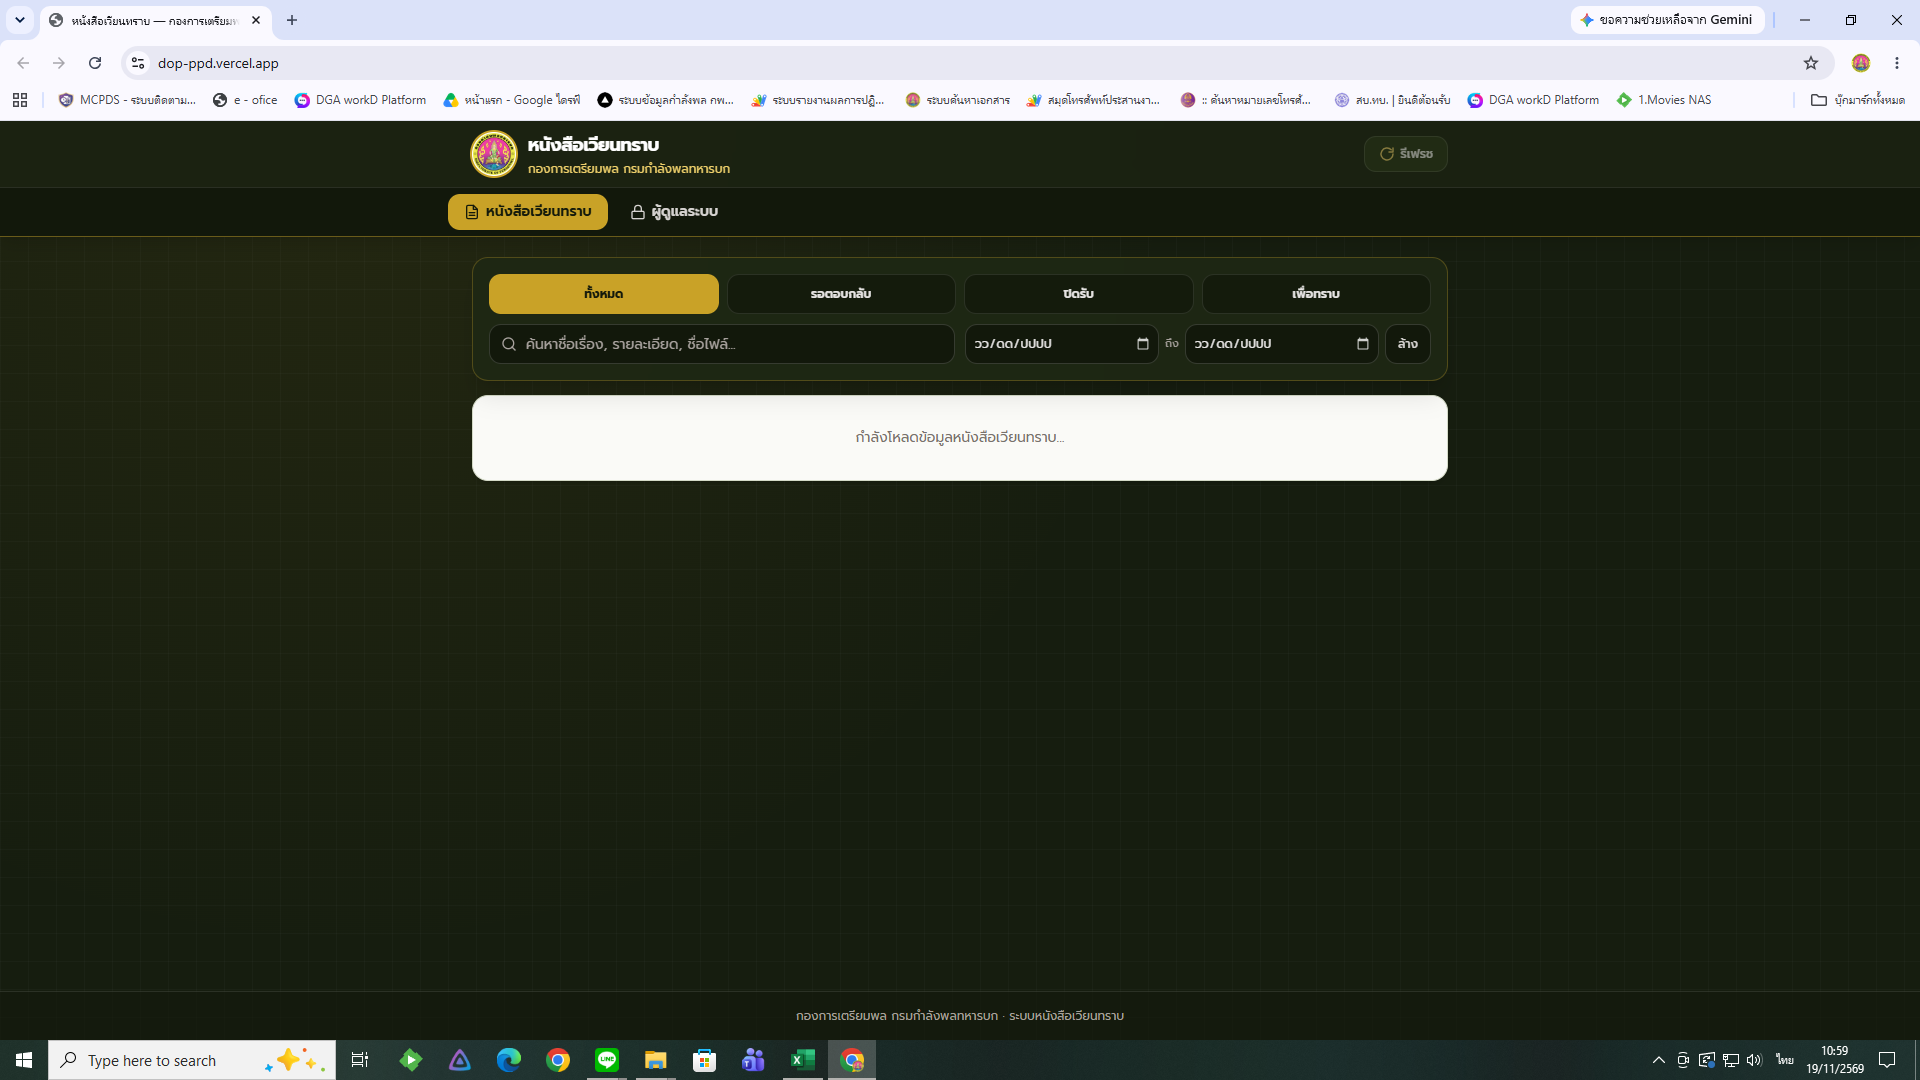 หนังสือเวียนทราบ — กองการเตรียมพ
ขอความช่วยเหลือจาก Gemini
dop-ppd.vercel.app
MCPDS - ระบบติดตาม...
e - ofice
DGA workD Platform
หน้าแรก - Google ไดรฟ์
ระบบข้อมูลกำลังพล กพ...
ระบบรายงานผลการปฏิ...
ระบบค้นหาเอกสาร
สมุดโทรศัพท์ประสานงา...
:: ค้นหาหมายเลขโทรศั...
สบ.ทบ. | ยินดีต้อนรับ
DGA workD Platform
1.Movies NAS
บุ๊กมาร์กทั้งหมด
หนังสือเวียนทราบ
กองการเตรียมพล กรมกำลังพลทหารบก
รีเฟรช
หนังสือเวียนทราบ
ผู้ดูแลระบบ
ทั้งหมด
รอตอบกลับ
ปิดรับ
เพื่อทราบ
ค้นหาชื่อเรื่อง, รายละเอียด, ชื่อไฟล์...
วว/ดด/ปปปป
ถึง
วว/ดด/ปปปป
ล้าง
กำลังโหลดข้อมูลหนังสือเวียนทราบ...
กองการเตรียมพล กรมกำลังพลทหารบก · ระบบหนังสือเวียนทราบ
Type here to search
ไทย
10:59
19/11/2569